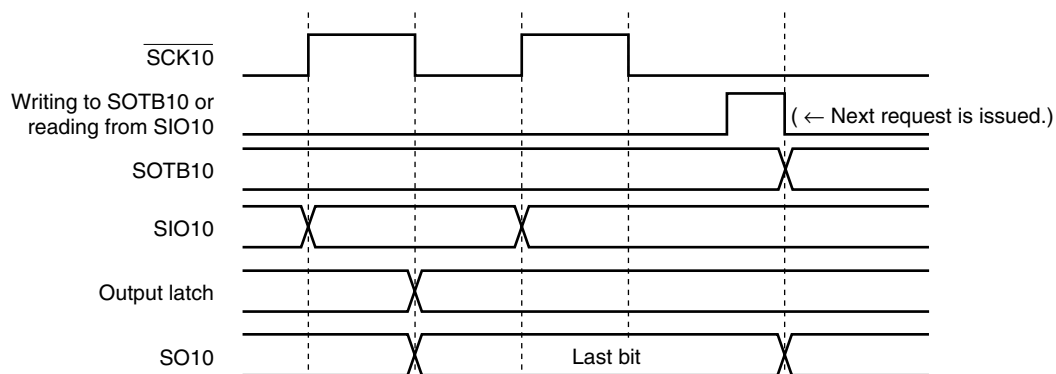 SCK10
Writing to SOTB10 or
reading from SIO10
( ← Next request is issued.)
SOTB10
SIO10
Output latch
SO10
Last bit